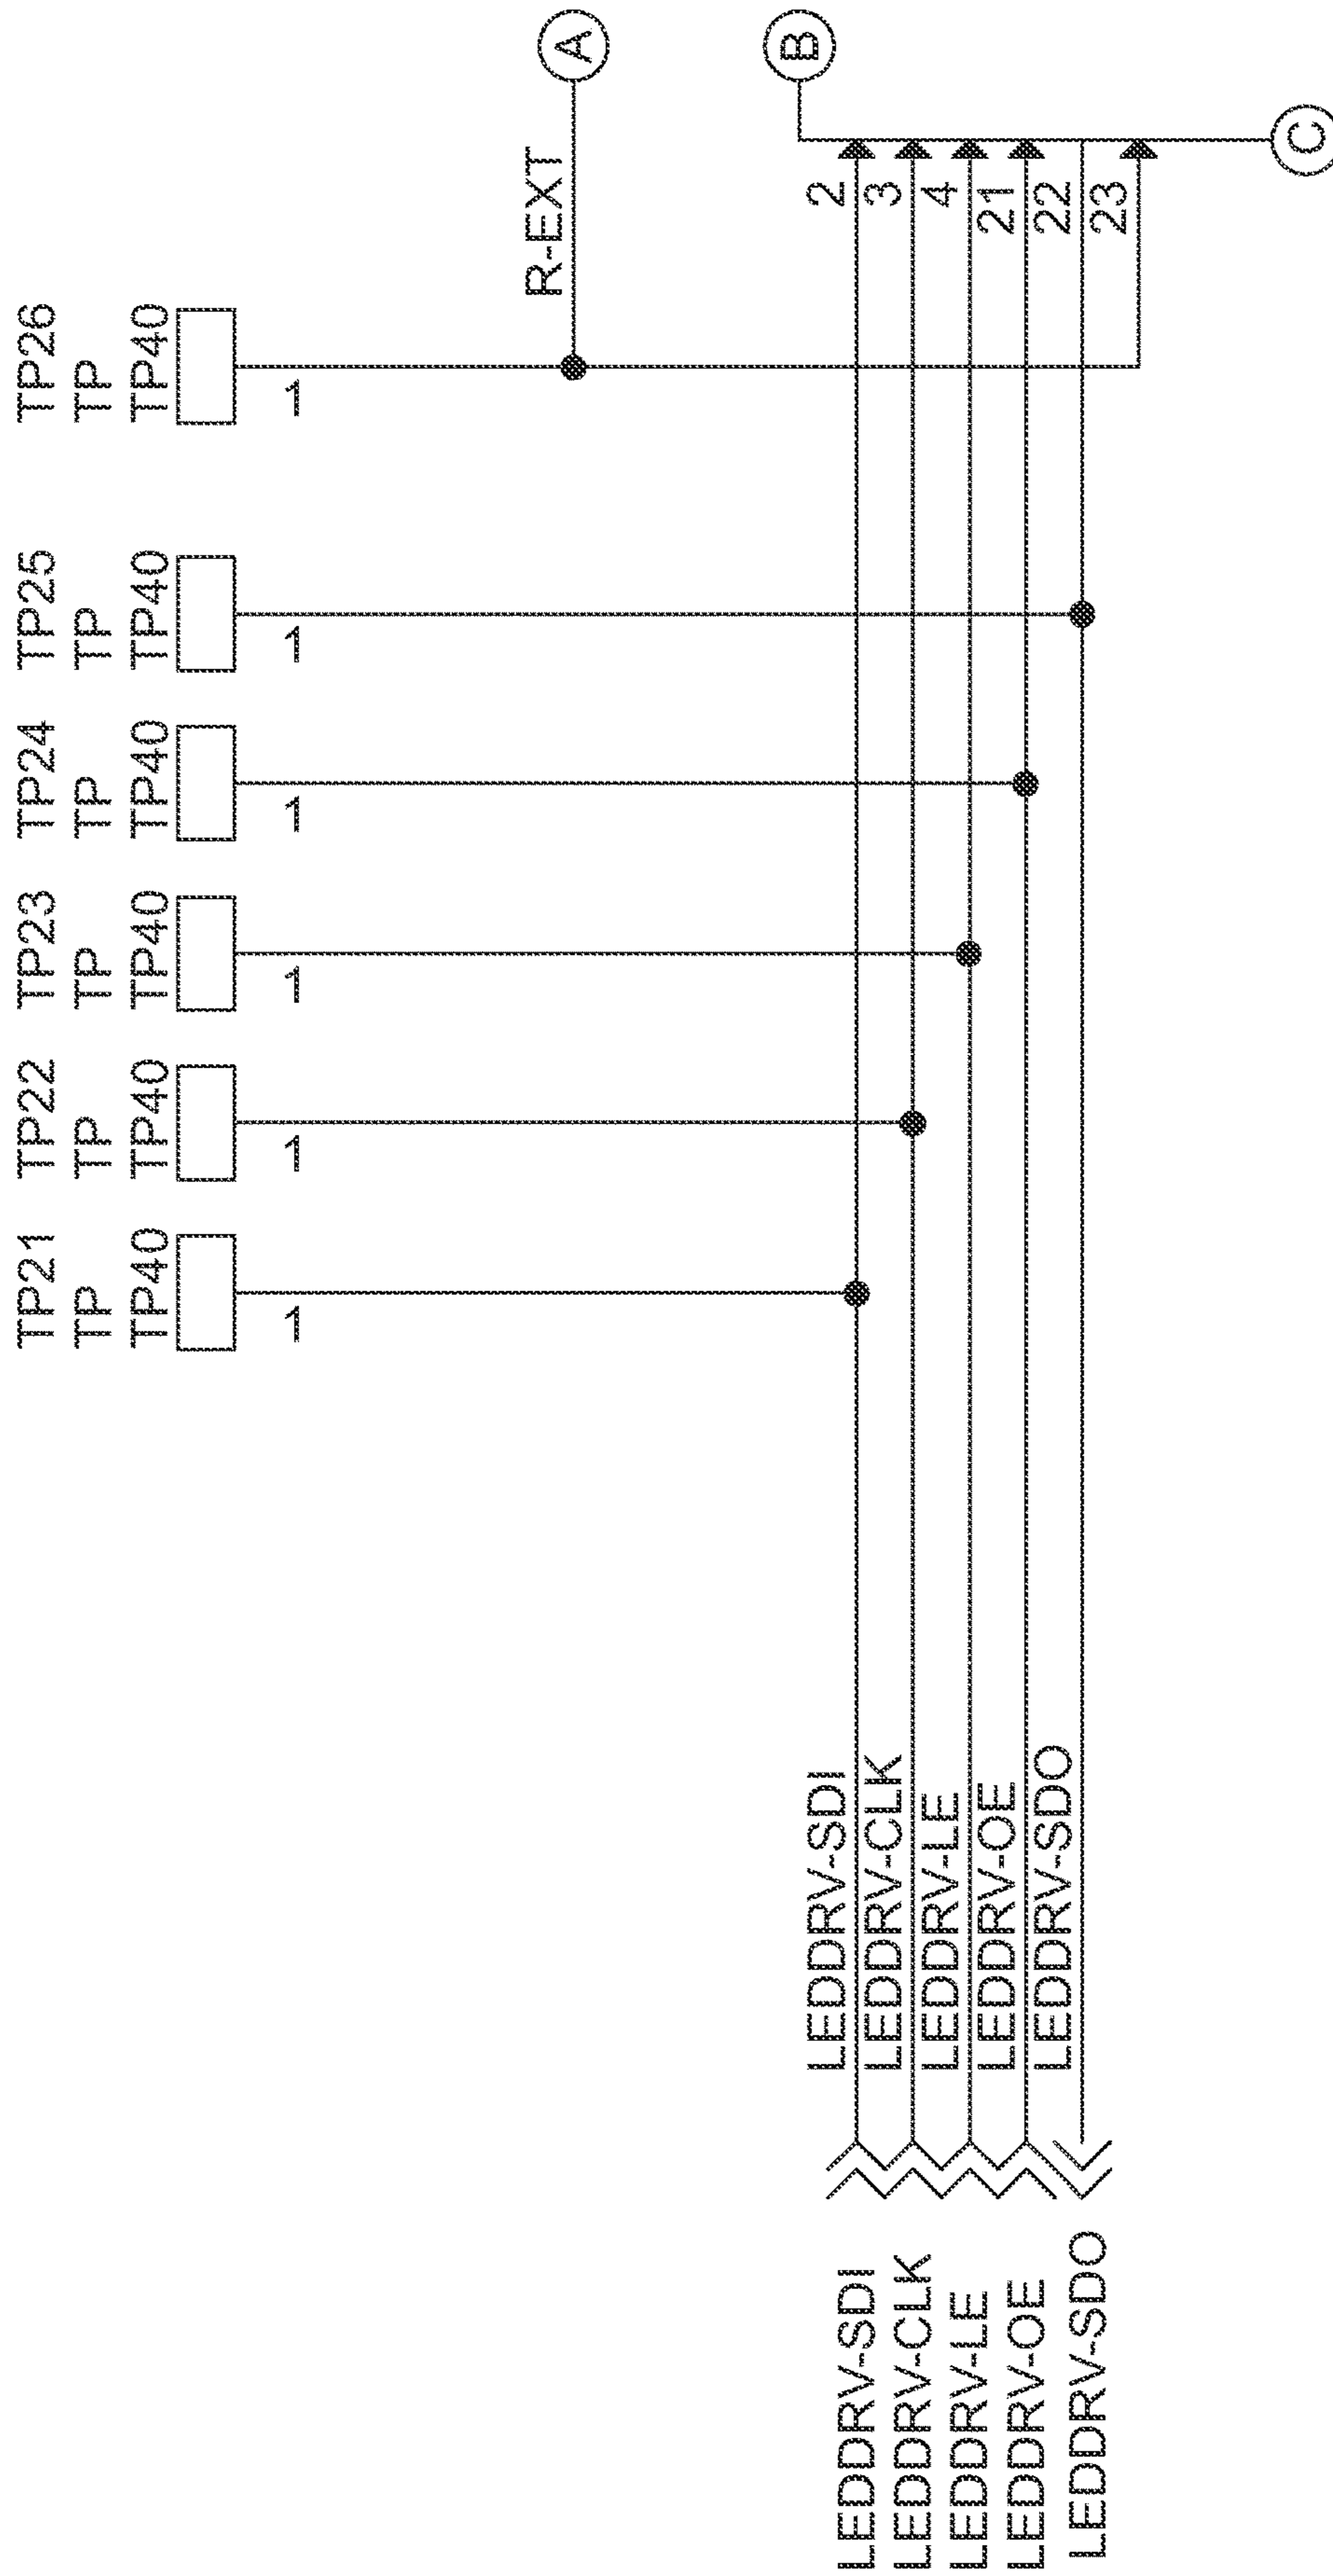 TP21
TP
TP40
1
TP22
TP
TP40
1
TP23
TP
TP40
1
TP24
TP
TP40
1
TP25
TP
TP40
1
TP26
TP
TP40
1
R-EXT
A
B
LEDDRV-SDI
LEDDRV-SDI
2
LEDDRV-CLK
LEDDRV-CLK
3
LEDDRV-LE
LEDDRV-LE
4
LEDDRV-OE
LEDDRV-OE
21
LEDDRV-SDO
LEDDRV-SDO
22
23
C